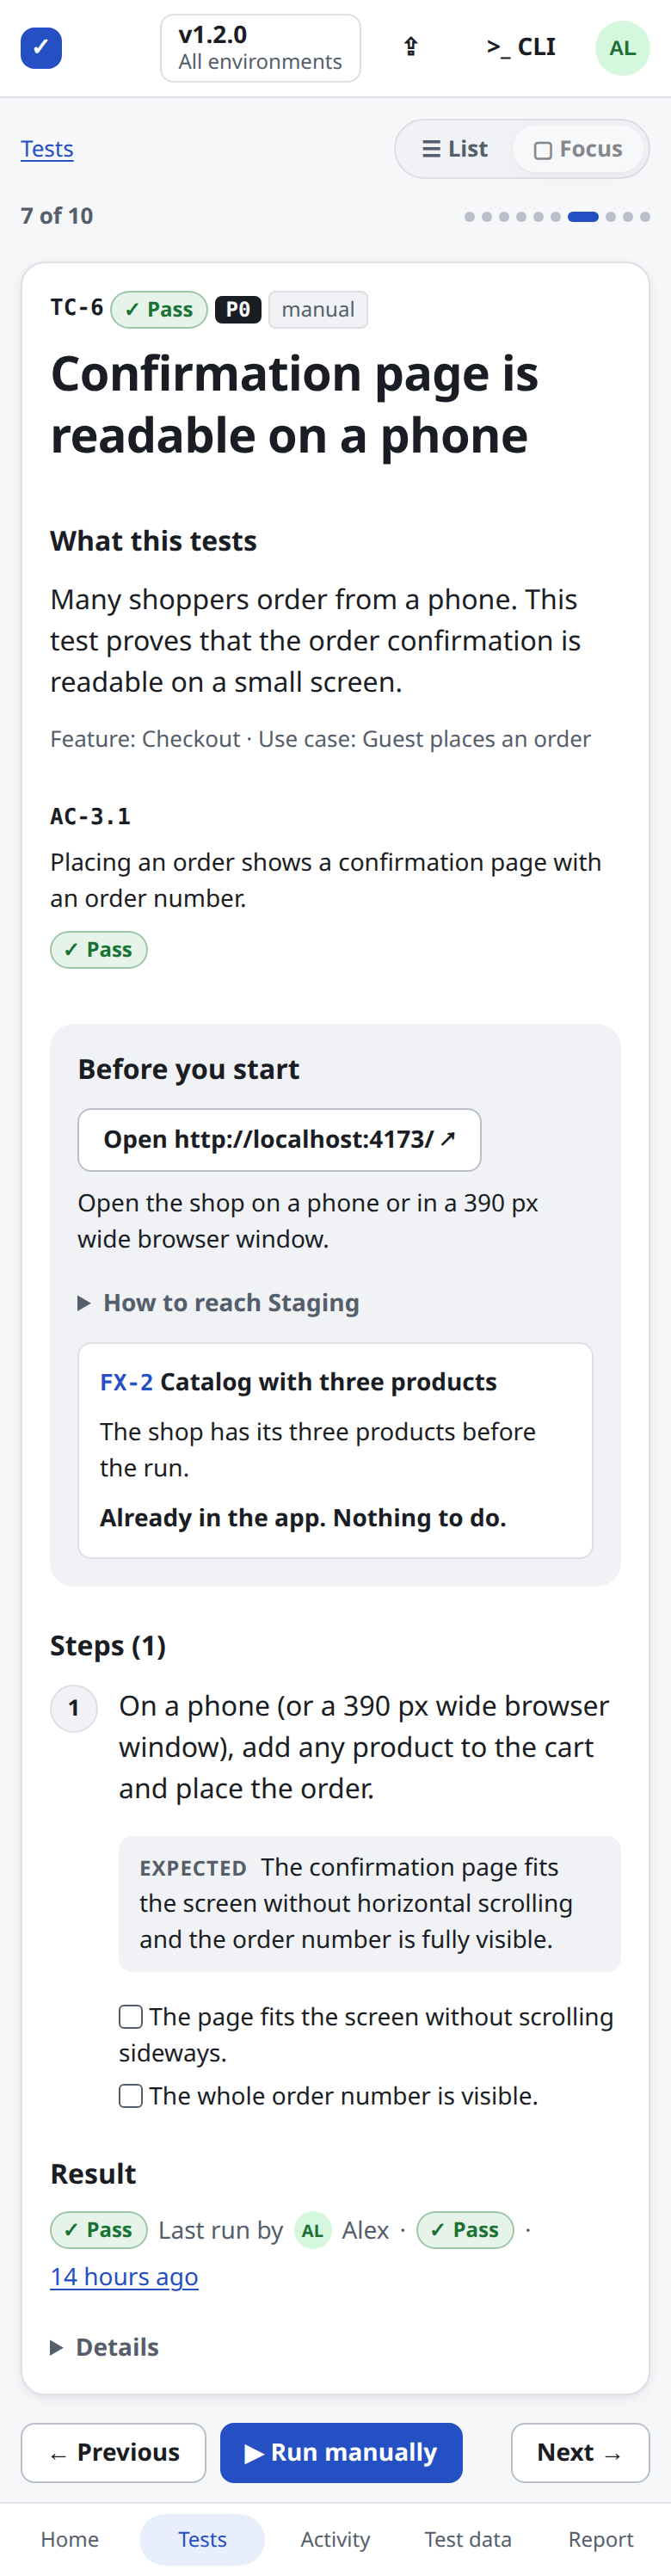 ✓
v1.2.0
All environments
⇪
>_ CLI
AL
Tests
☰ List
▢ Focus
7 of 10
TC-6 ✓ Pass P0 manual
Confirmation page is
readable on a phone
What this tests
Many shoppers order from a phone. This
test proves that the order confirmation is
readable on a small screen.
Feature: Checkout · Use case: Guest places an order
AC-3.1
Placing an order shows a confirmation page with
an order number.
✓ Pass
Before you start
Open http://localhost:4173/ ↗
Open the shop on a phone or in a 390 px
wide browser window.
▶ How to reach Staging
FX-2 Catalog with three products
The shop has its three products before
the run.
Already in the app. Nothing to do.
Steps (1)
1 On a phone (or a 390 px wide browser
window), add any product to the cart
and place the order.
EXPECTED The confirmation page fits
the screen without horizontal scrolling
and the order number is fully visible.
The page fits the screen without scrolling
sideways.
The whole order number is visible.
Result
✓ Pass Last run by AL Alex · ✓ Pass ·
14 hours ago
▶ Details
← Previous
▶ Run manually
Next →
Home
Tests
Activity
Test data
Report